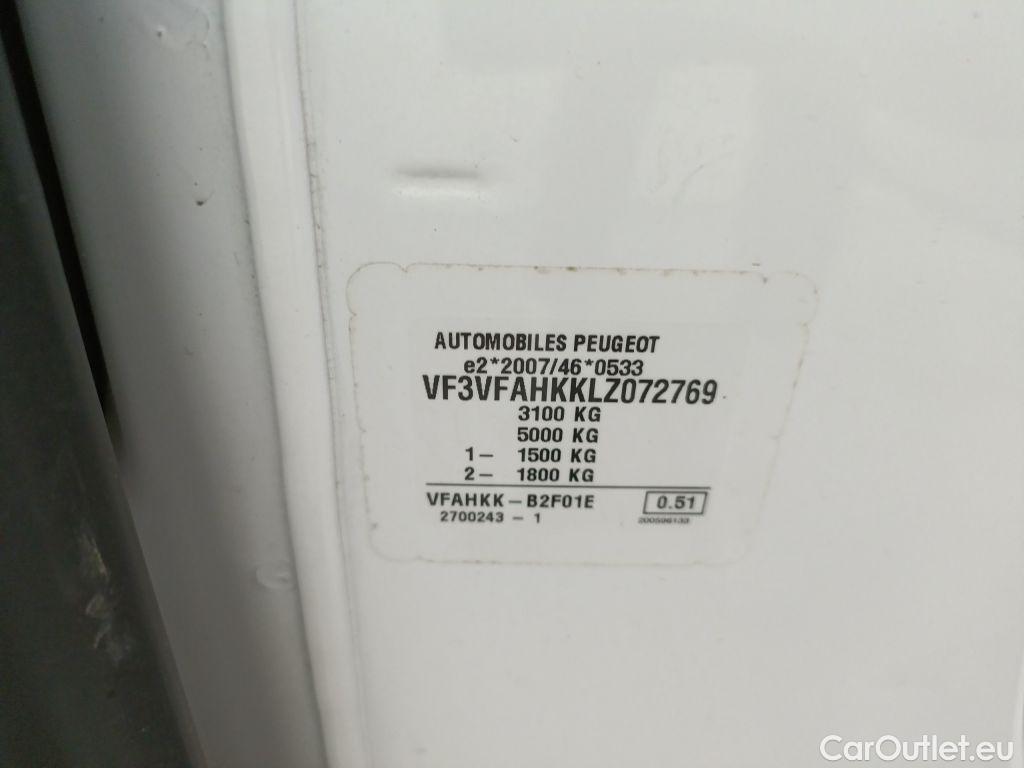 AUTOMOBILES PEUGEOT
e2*2007/46*0533
VF3VFAHKKLZ072769
3100 KG
5000 KG
1- 1500 KG
2- 1800 KG
VFAHKK-B2F01E 0.51
2700243 - 1 200596133
CarOutlet.eu